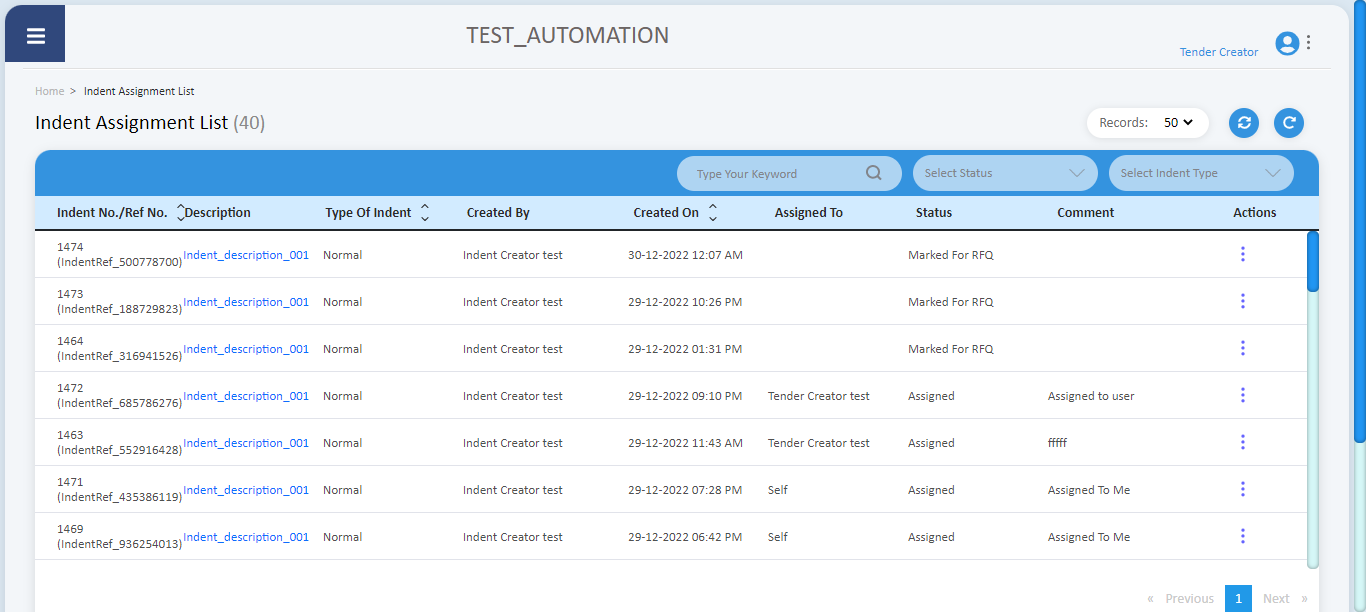 TEST_AUTOMATION
Tender Creator
Home > Indent Assignment List
Indent Assignment List (40)
Records: 50
Type Your Keyword
Select Status
Select Indent Type
Indent No./Ref No. Description Type Of Indent Created By Created On Assigned To Status Comment Actions
1474
(IndentRef_500778700) Indent_description_001 Normal Indent Creator test 30-12-2022 12:07 AM Marked For RFQ
1473
(IndentRef_188729823) Indent_description_001 Normal Indent Creator test 29-12-2022 10:26 PM Marked For RFQ
1464
(IndentRef_316941526) Indent_description_001 Normal Indent Creator test 29-12-2022 01:31 PM Marked For RFQ
1472
(IndentRef_685786276) Indent_description_001 Normal Indent Creator test 29-12-2022 09:10 PM Tender Creator test Assigned Assigned to user
1463
(IndentRef_552916428) Indent_description_001 Normal Indent Creator test 29-12-2022 11:43 AM Tender Creator test Assigned fffff
1471
(IndentRef_435386119) Indent_description_001 Normal Indent Creator test 29-12-2022 07:28 PM Self Assigned Assigned To Me
1469
(IndentRef_936254013) Indent_description_001 Normal Indent Creator test 29-12-2022 06:42 PM Self Assigned Assigned To Me
« Previous 1 Next »